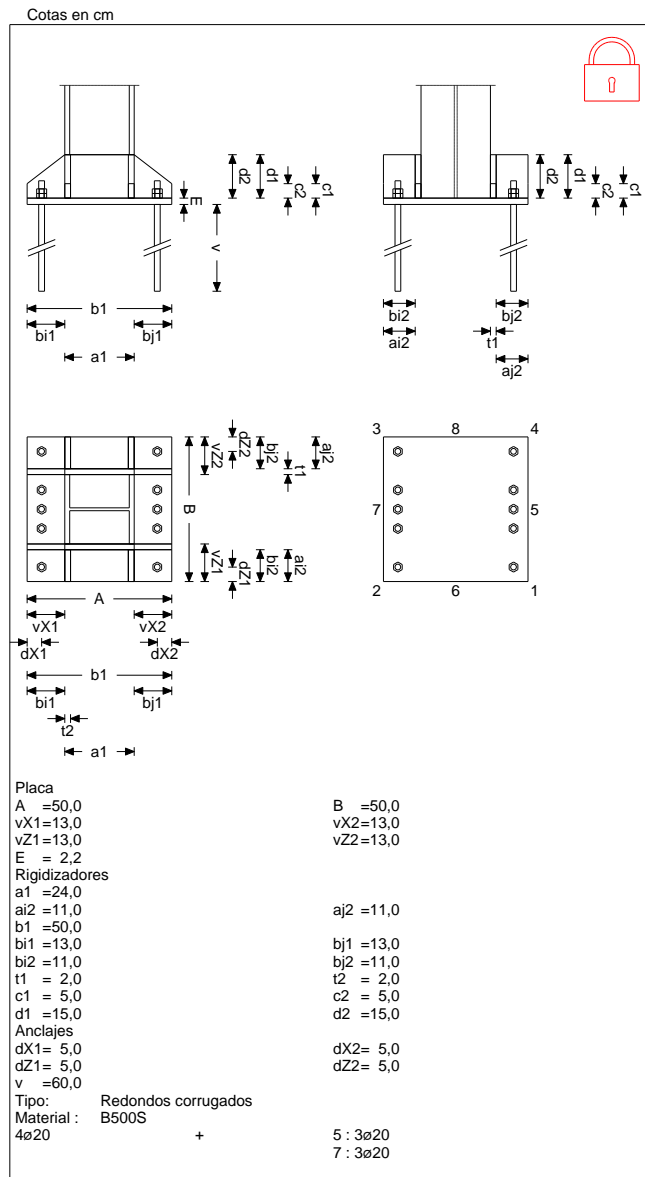 Cotas en cm
E
v
d2
d1
c2
c1
b1
bi1
bj1
a1
d2
d1
c2
c1
bi2
ai2
t1
bj2
aj2
vZ2
dZ2
bj2
t1
aj2
B
vZ1
dZ1
bi2
ai2
A
vX1
vX2
dX1
dX2
b1
bi1
bj1
t2
a1
3 8 4
7 5
2 6 1
Placa
A =50,0 B =50,0
vX1=13,0 vX2=13,0
vZ1=13,0 vZ2=13,0
E = 2,2
Rigidizadores
a1 =24,0
ai2 =11,0 aj2 =11,0
b1 =50,0
bi1 =13,0 bj1 =13,0
bi2 =11,0 bj2 =11,0
t1 = 2,0 t2 = 2,0
c1 = 5,0 c2 = 5,0
d1 =15,0 d2 =15,0
Anclajes
dX1= 5,0 dX2= 5,0
dZ1= 5,0 dZ2= 5,0
v =60,0
Tipo: Redondos corrugados
Material : B500S
4ø20 + 5 : 3ø20
7 : 3ø20